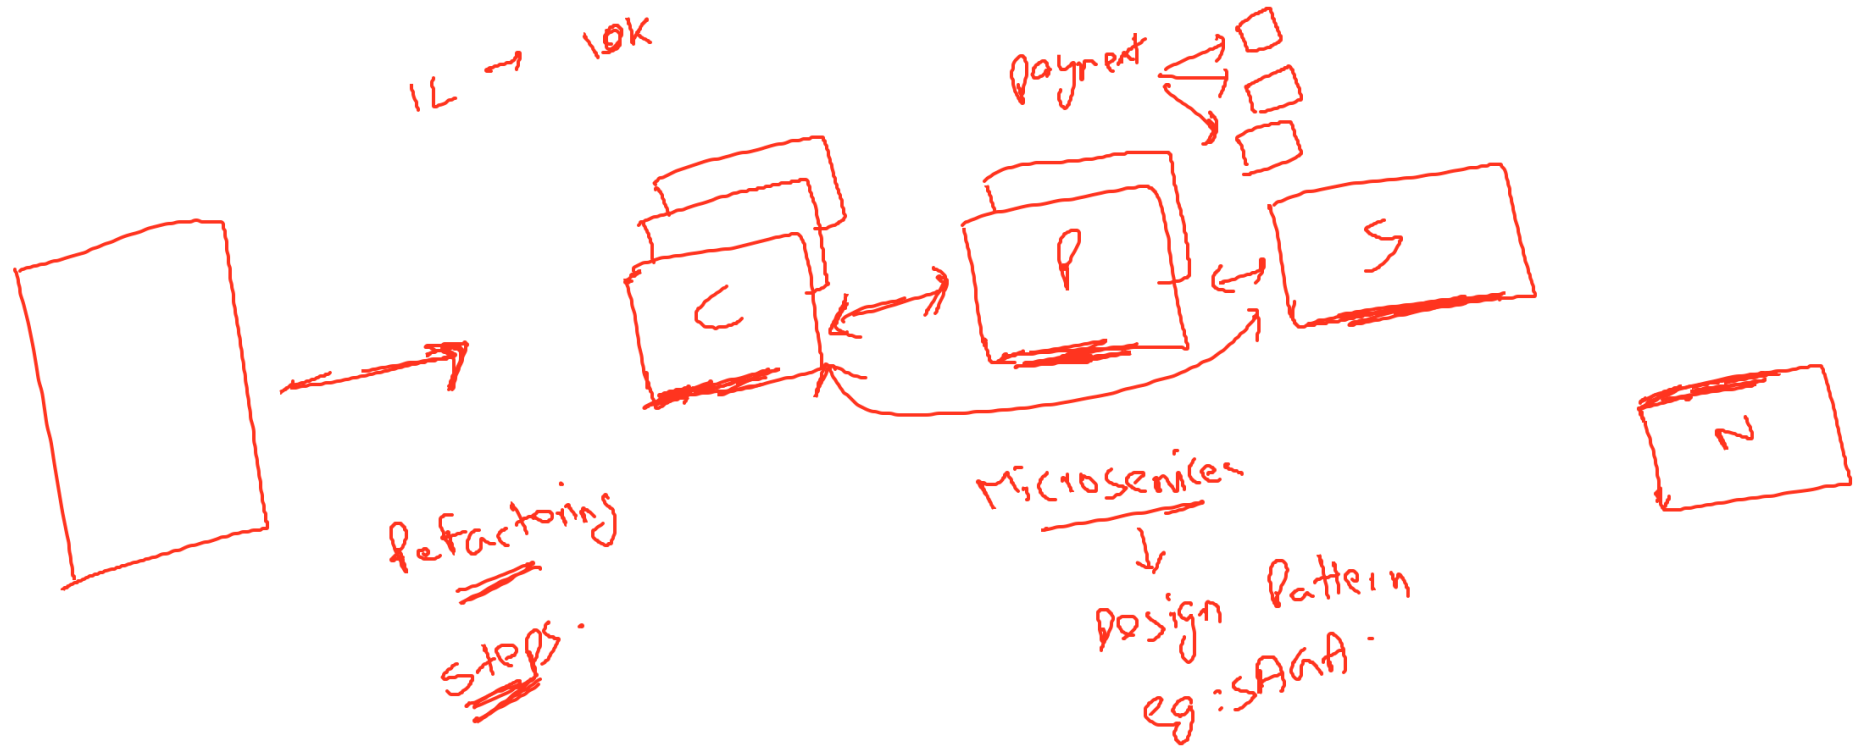 1L → 10K
Payment
C
P
S
N
Refactoring
Steps.
Microservices
Design Pattern
eg: SAGA.